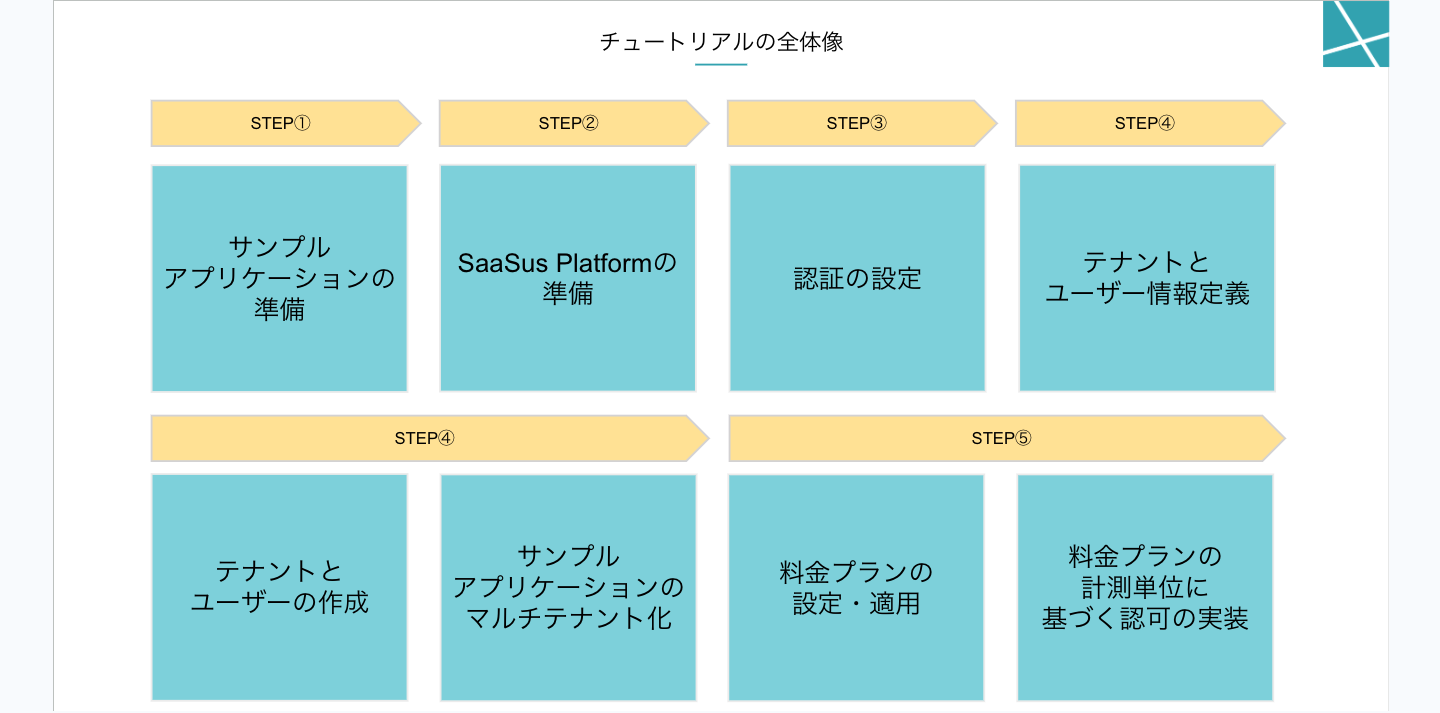 チュートリアルの全体像
STEP①
STEP②
STEP③
STEP④
サンプル
アプリケーションの
準備
SaaSus Platformの
準備
認証の設定
テナントと
ユーザー情報定義
STEP④
STEP⑤
テナントと
ユーザーの作成
サンプル
アプリケーションの
マルチテナント化
料金プランの
設定・適用
料金プランの
計測単位に
基づく認可の実装